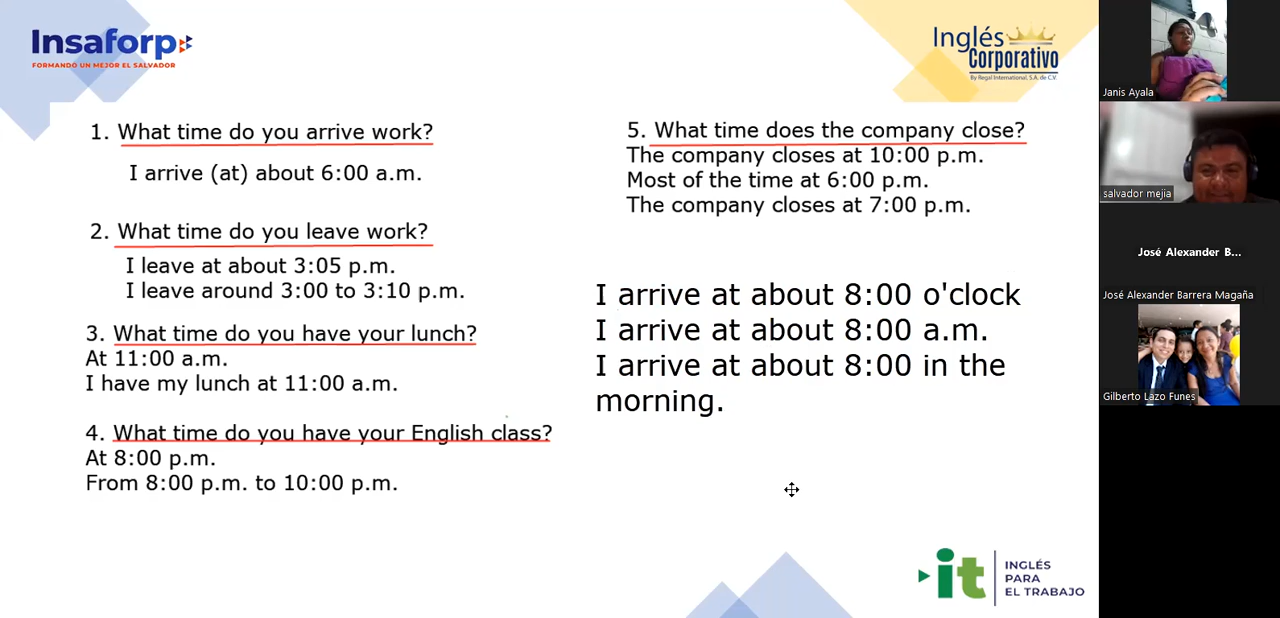 Insaforp
FORMANDO UN MEJOR EL SALVADOR
Inglés
Corporativo
By Regal International, S.A. de C.V.
1. What time do you arrive work?
I arrive (at) about 6:00 a.m.
2. What time do you leave work?
I leave at about 3:05 p.m.
I leave around 3:00 to 3:10 p.m.
3. What time do you have your lunch?
At 11:00 a.m.
I have my lunch at 11:00 a.m.
4. What time do you have your English class?
At 8:00 p.m.
From 8:00 p.m. to 10:00 p.m.
5. What time does the company close?
The company closes at 10:00 p.m.
Most of the time at 6:00 p.m.
The company closes at 7:00 p.m.
I arrive at about 8:00 o'clock
I arrive at about 8:00 a.m.
I arrive at about 8:00 in the
morning.
it
INGLÉS
PARA
EL TRABAJO
Janis Ayala
salvador mejia
José Alexander B...
José Alexander Barrera Magaña
Gilberto Lazo Funes